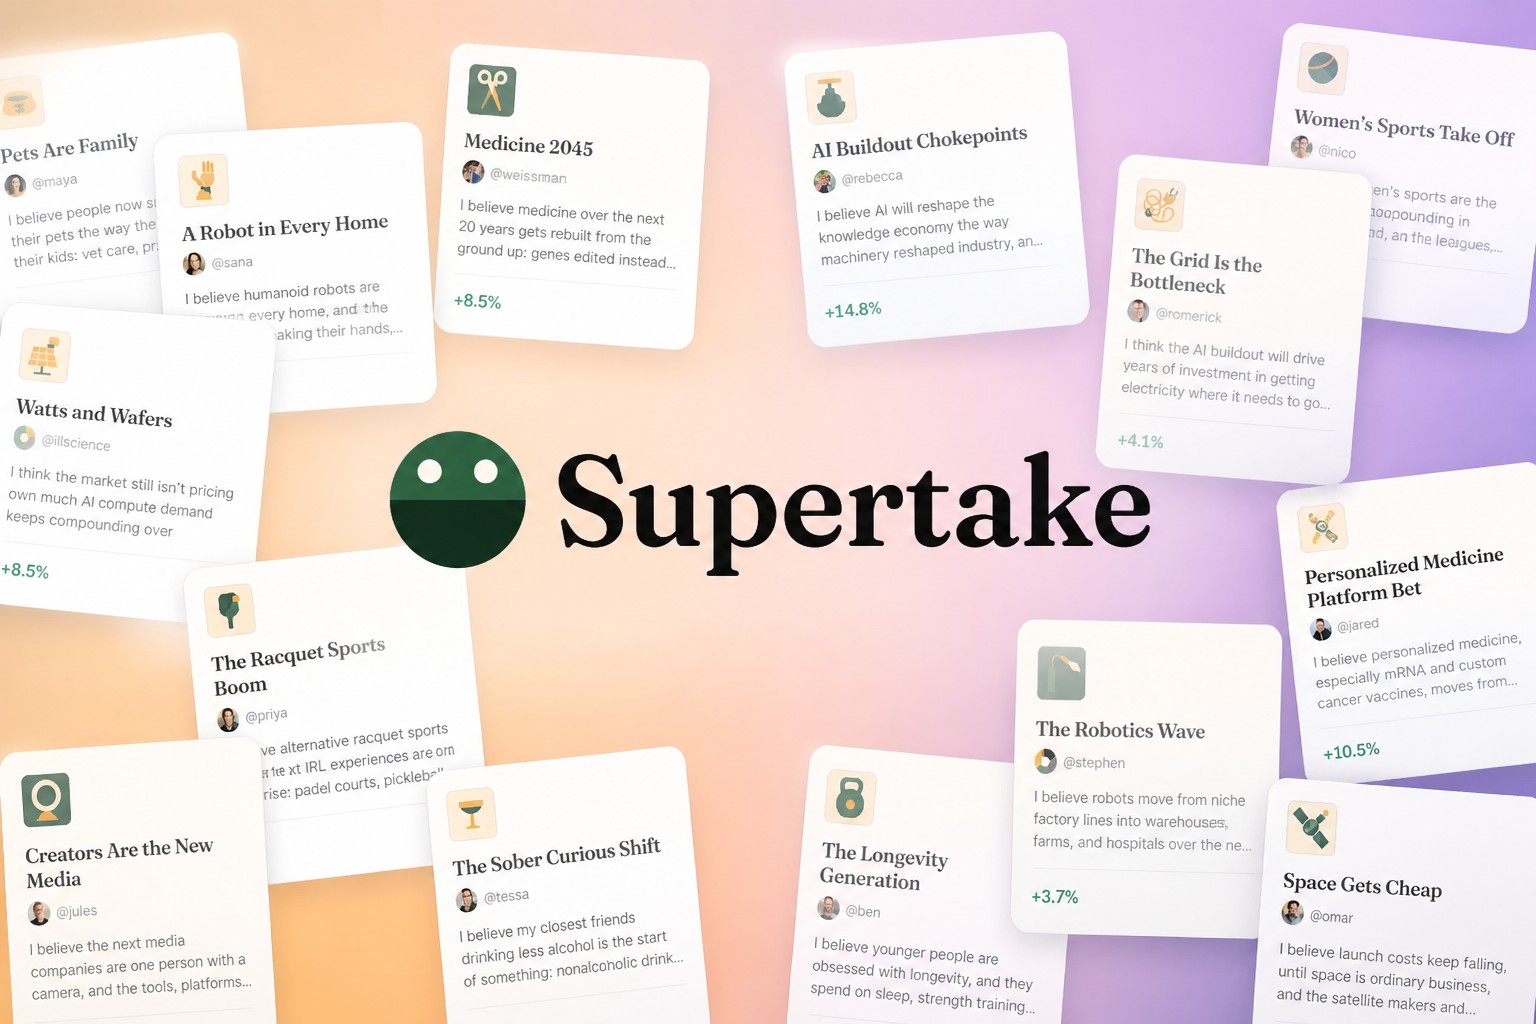 Pets Are Family
@maya
I believe people now
their pets the way the
their kids: vet care,
A Robot in Every Home
@sana
I believe humanoid robots are
every home, and the
making their hands,...
Medicine 2045
@weissman
I believe medicine over the next
20 years gets rebuilt from the
ground up: genes edited instead...
+8.5%
AI Buildout Chokepoints
@rebecca
I believe AI will reshape the
knowledge economy the way
machinery reshaped industry, an...
+14.8%
Women's Sports Take Off
@nico
sports are the
in
the leagues,...
The Grid Is the
Bottleneck
@romerick
I think the AI buildout will drive
years of investment in getting
electricity where it needs to go...
+4.1%
Watts and Wafers
@illscience
I think the market still isn't pricing
own much AI compute demand
keeps compounding over
+8.5%
Supertake
Personalized Medicine
Platform Bet
@jared
I believe personalized medicine,
especially mRNA and custom
cancer vaccines, moves from...
+10.5%
The Racquet Sports
Boom
@priya
alternative racquet sports
IRL experiences are
rise: padel courts, pickleball
The Robotics Wave
@stephen
I believe robots move from niche
factory lines into warehouses,
farms, and hospitals over the ne...
+3.7%
Creators Are the New
Media
@jules
I believe the next media
companies are one person with a
camera, and the tools, platforms...
The Sober Curious Shift
@tessa
I believe my closest friends
drinking less alcohol is the start
of something: nonalcoholic drink...
The Longevity
Generation
@ben
I believe younger people are
obsessed with longevity, and they
spend on sleep, strength training...
Space Gets Cheap
@omar
I believe launch costs keep falling,
until space is ordinary business,
and the satellite makers and...